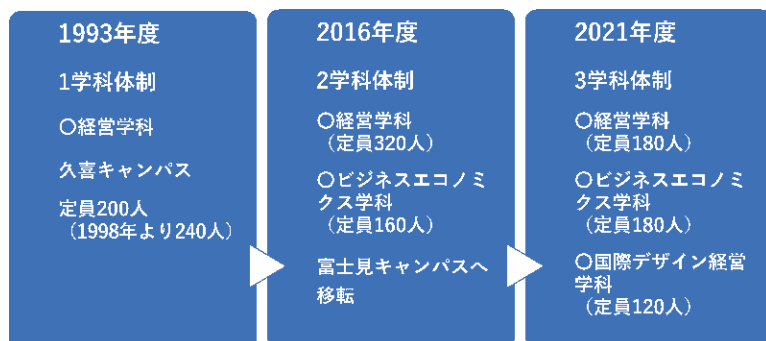 1993年度
1学科体制
〇経営学科
久喜キャンパス
定員200人
（1998年より240人）
2016年度
2学科体制
〇経営学科
（定員320人）
〇ビジネスエコノミ
クス学科
（定員160人）
富士見キャンパスへ
移転
2021年度
3学科体制
〇経営学科
（定員180人）
〇ビジネスエコノミ
クス学科
（定員180人）
〇国際デザイン経営
学科
（定員120人）